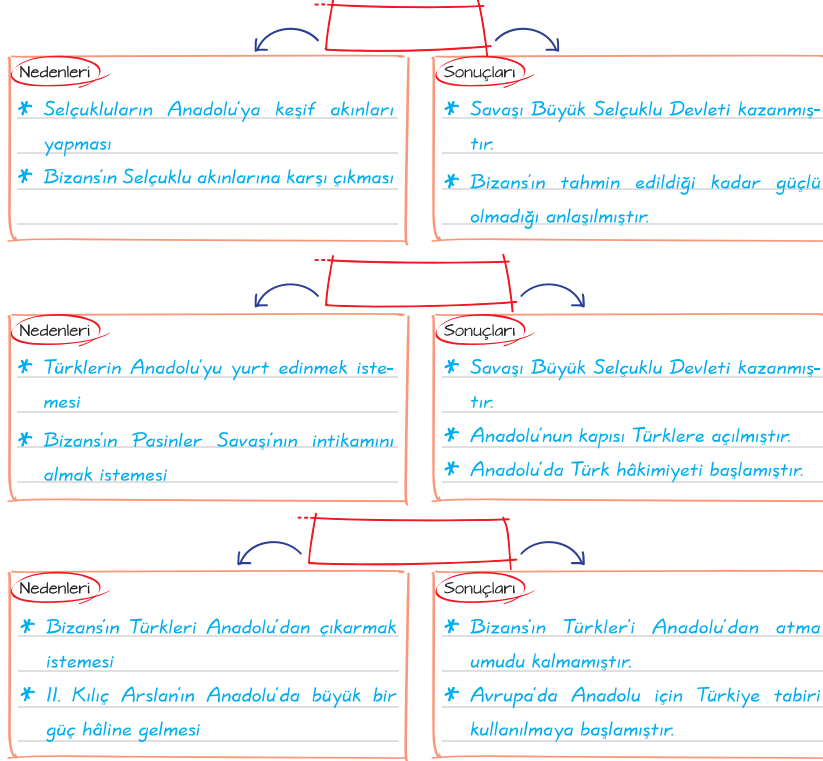 Nedenleri
* Selçukluların Anadolu'ya keşif akınları
yapması
* Bizans'ın Selçuklu akınlarına karşı çıkması
Sonuçları
* Savaşı Büyük Selçuklu Devleti kazanmış-
tır.
* Bizans'ın tahmin edildiği kadar güçlü
olmadığı anlaşılmıştır.
Nedenleri
* Türklerin Anadolu'yu yurt edinmek iste-
mesi
* Bizans'ın Pasinler Savaşı'nın intikamını
almak istemesi
Sonuçları
* Savaşı Büyük Selçuklu Devleti kazanmış-
tır.
* Anadolu'nun kapısı Türklere açılmıştır.
* Anadolu'da Türk hâkimiyeti başlamıştır.
Nedenleri
* Bizans'ın Türkleri Anadolu'dan çıkarmak
istemesi
* II. Kılıç Arslan'ın Anadolu'da büyük bir
güç hâline gelmesi
Sonuçları
* Bizans'ın Türkler'i Anadolu'dan atma
umudu kalmamıştır.
* Avrupa'da Anadolu için Türkiye tabiri
kullanılmaya başlamıştır.